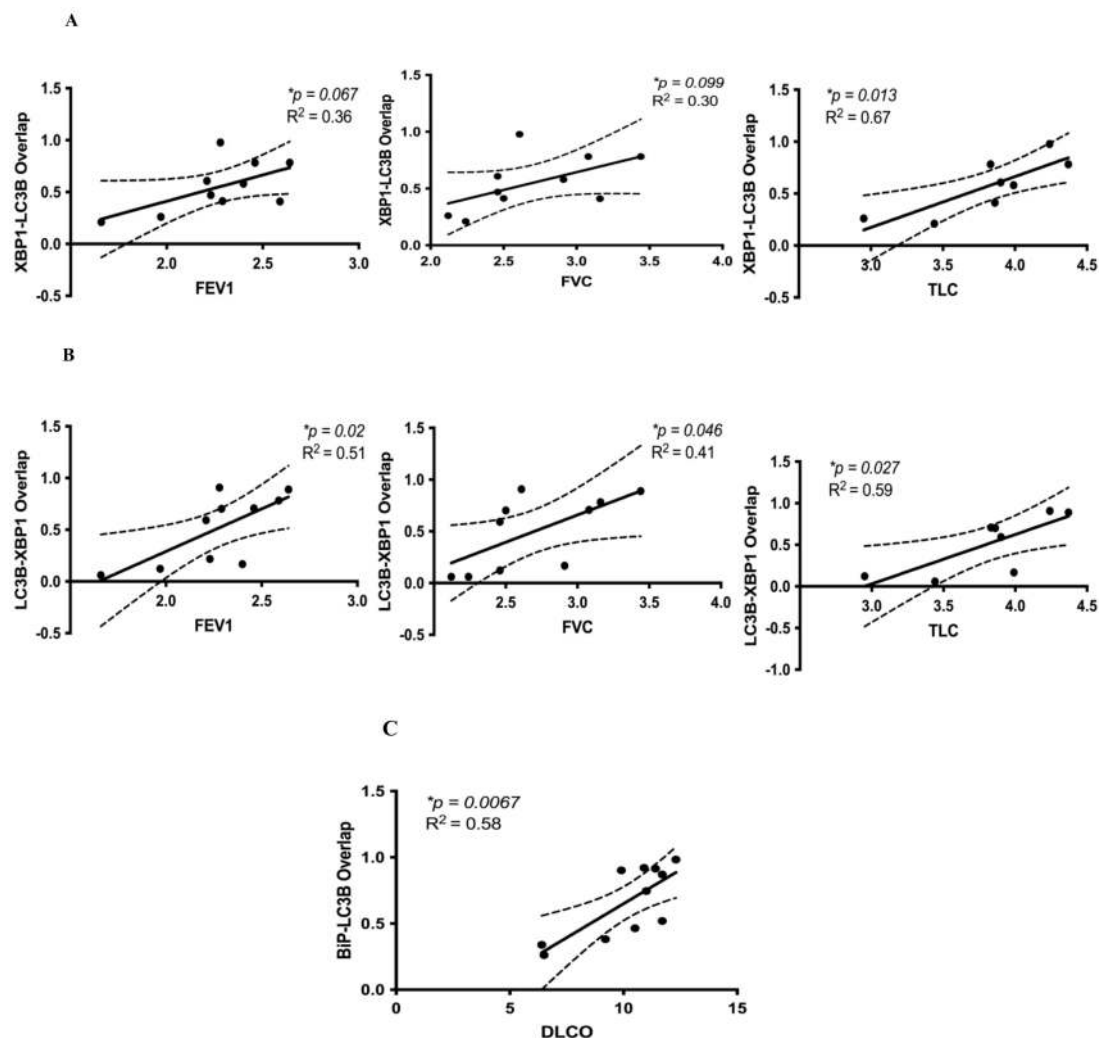 A
XBP1-LC3B Overlap
1.5
1.0
0.5
0.0
-0.5
*p = 0.067
R² = 0.36
2.0
2.5
3.0
FEV1
XBP1-LC3B Overlap
1.5
1.0
0.5
0.0
*p = 0.099
R² = 0.30
2.0
2.5
3.0
3.5
4.0
FVC
XBP1-LC3B Overlap
1.5
1.0
0.5
0.0
-0.5
*p = 0.013
R² = 0.67
3.0
3.5
4.0
4.5
TLC
B
LC3B-XBP1 Overlap
1.5
1.0
0.5
0.0
-0.5
*p = 0.02
R² = 0.51
2.0
2.5
3.0
FEV1
LC3B-XBP1 Overlap
1.5
1.0
0.5
0.0
-0.5
*p = 0.046
R² = 0.41
2.5
3.0
3.5
4.0
FVC
LC3B-XBP1 Overlap
1.5
1.0
0.5
0.0
-0.5
-1.0
*p = 0.027
R² = 0.59
3.0
3.5
4.0
4.5
TLC
C
BiP-LC3B Overlap
1.5
1.0
0.5
0.0
*p = 0.0067
R² = 0.58
0
5
10
15
DLCO